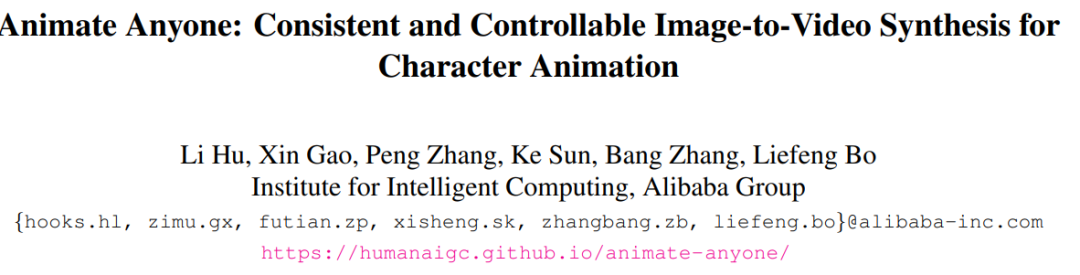 Animate Anyone: Consistent and Controllable Image-to-Video Synthesis for
Character Animation
Li Hu, Xin Gao, Peng Zhang, Ke Sun, Bang Zhang, Liefeng Bo
Institute for Intelligent Computing, Alibaba Group
{hooks.hl, zimu.gx, futian.zp, xisheng.sk, zhangbang.zb, liefeng.bo}@alibaba-inc.com
https://humanaigc.github.io/animate-anyone/